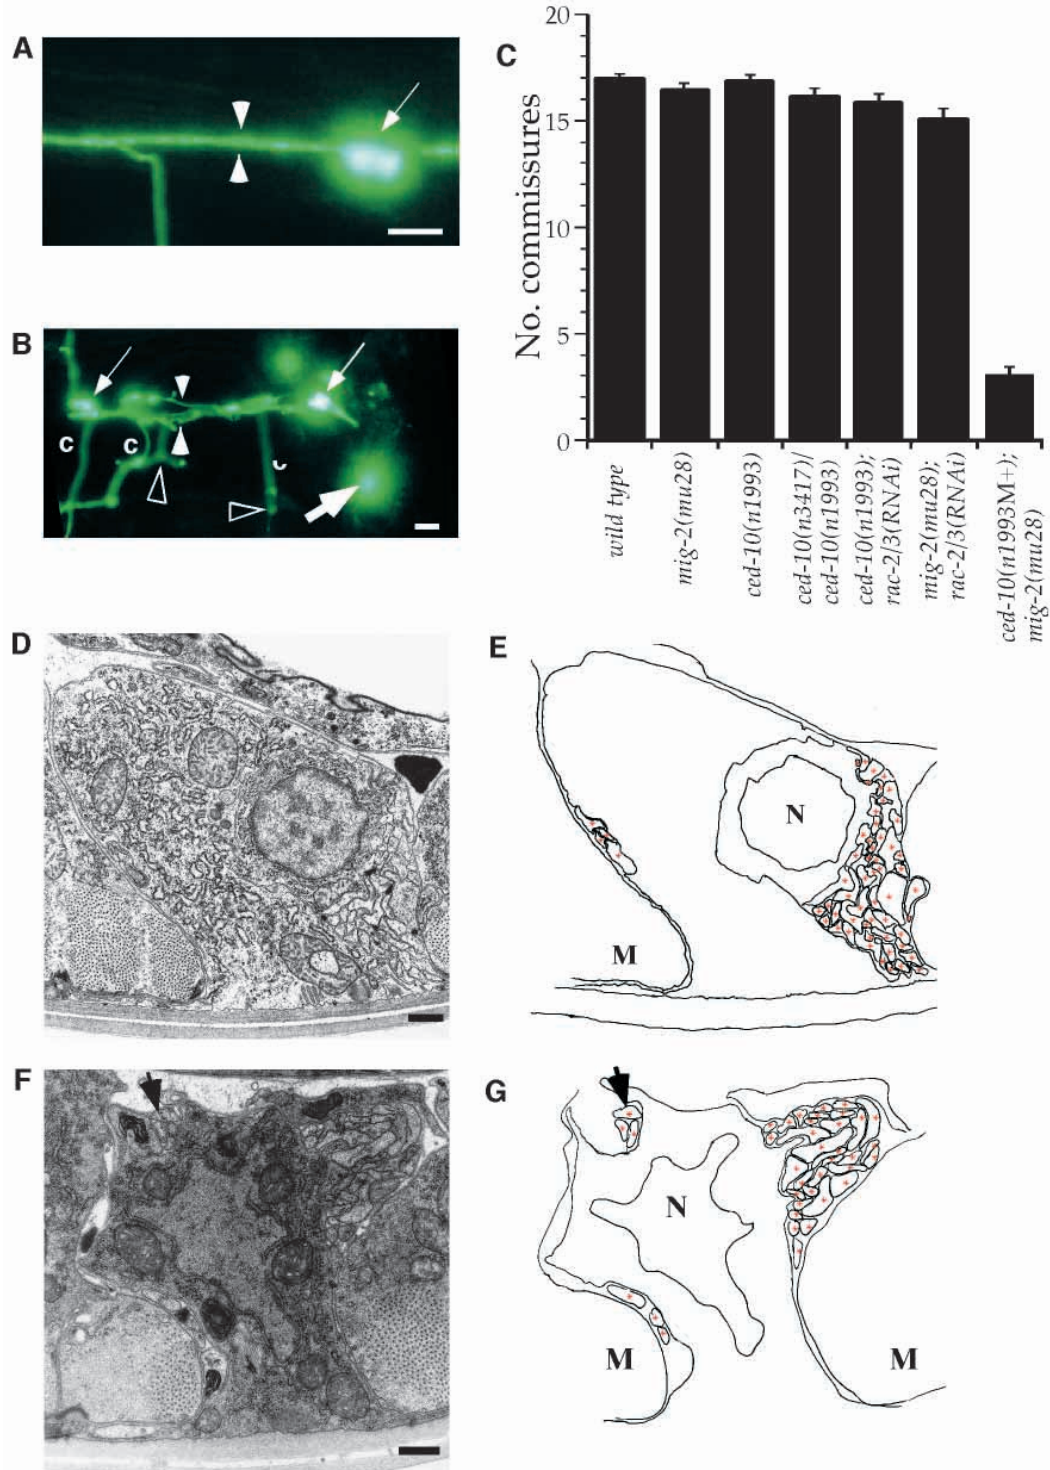 A
B
c
c
C
No. commissures
20
15
10
5
0
wild type
mig-2(mu28)
ced-10(n1993)
ced-10(n3417)/
ced-10(n1993)
ced-10(n1993);
rac-2/3(RNAi)
mig-2(mu28);
rac-2/3(RNAi)
ced-10(n1993M+);
mig-2(mu28)
D
E
N
M
F
G
N
M
M